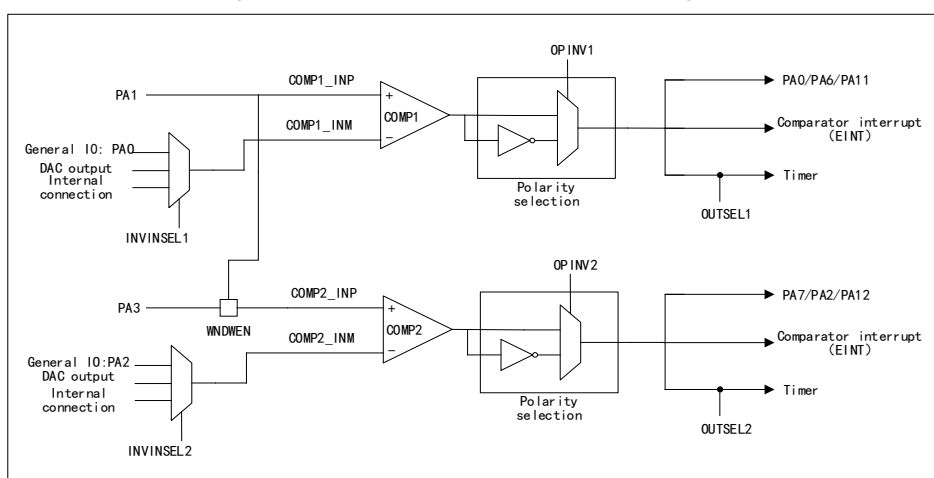 OPINV1
PA1
COMP1_INP
COMP1_INM
+
COMP1
−
PA0/PA6/PA11
Comparator interrupt
(EINT)
Timer
General IO: PA0
DAC output
Internal
connection
Polarity
selection
OUTSEL1
INVINSEL1
OPINV2
PA3
WNDWEN
COMP2_INP
COMP2_INM
+
COMP2
−
PA7/PA2/PA12
Comparator interrupt
(EINT)
Timer
General IO:PA2
DAC output
Internal
connection
Polarity
selection
OUTSEL2
INVINSEL2